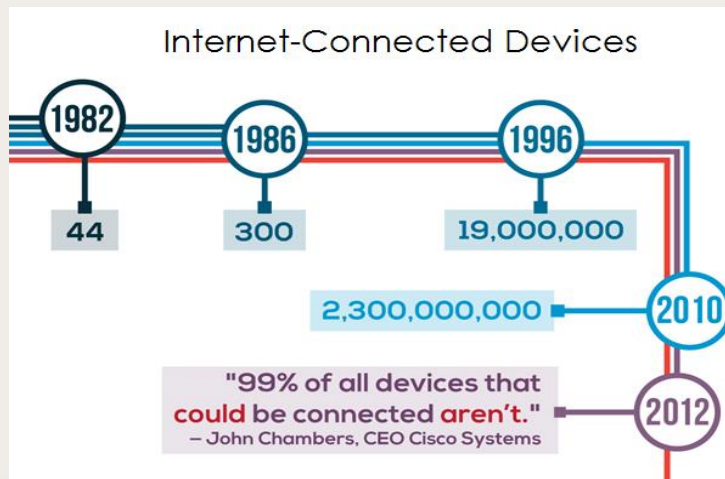 Internet-Connected Devices
1982
1986
1996
44
300
19,000,000
2,300,000,000
2010
"99% of all devices that
could be connected aren't."
– John Chambers, CEO Cisco Systems
2012